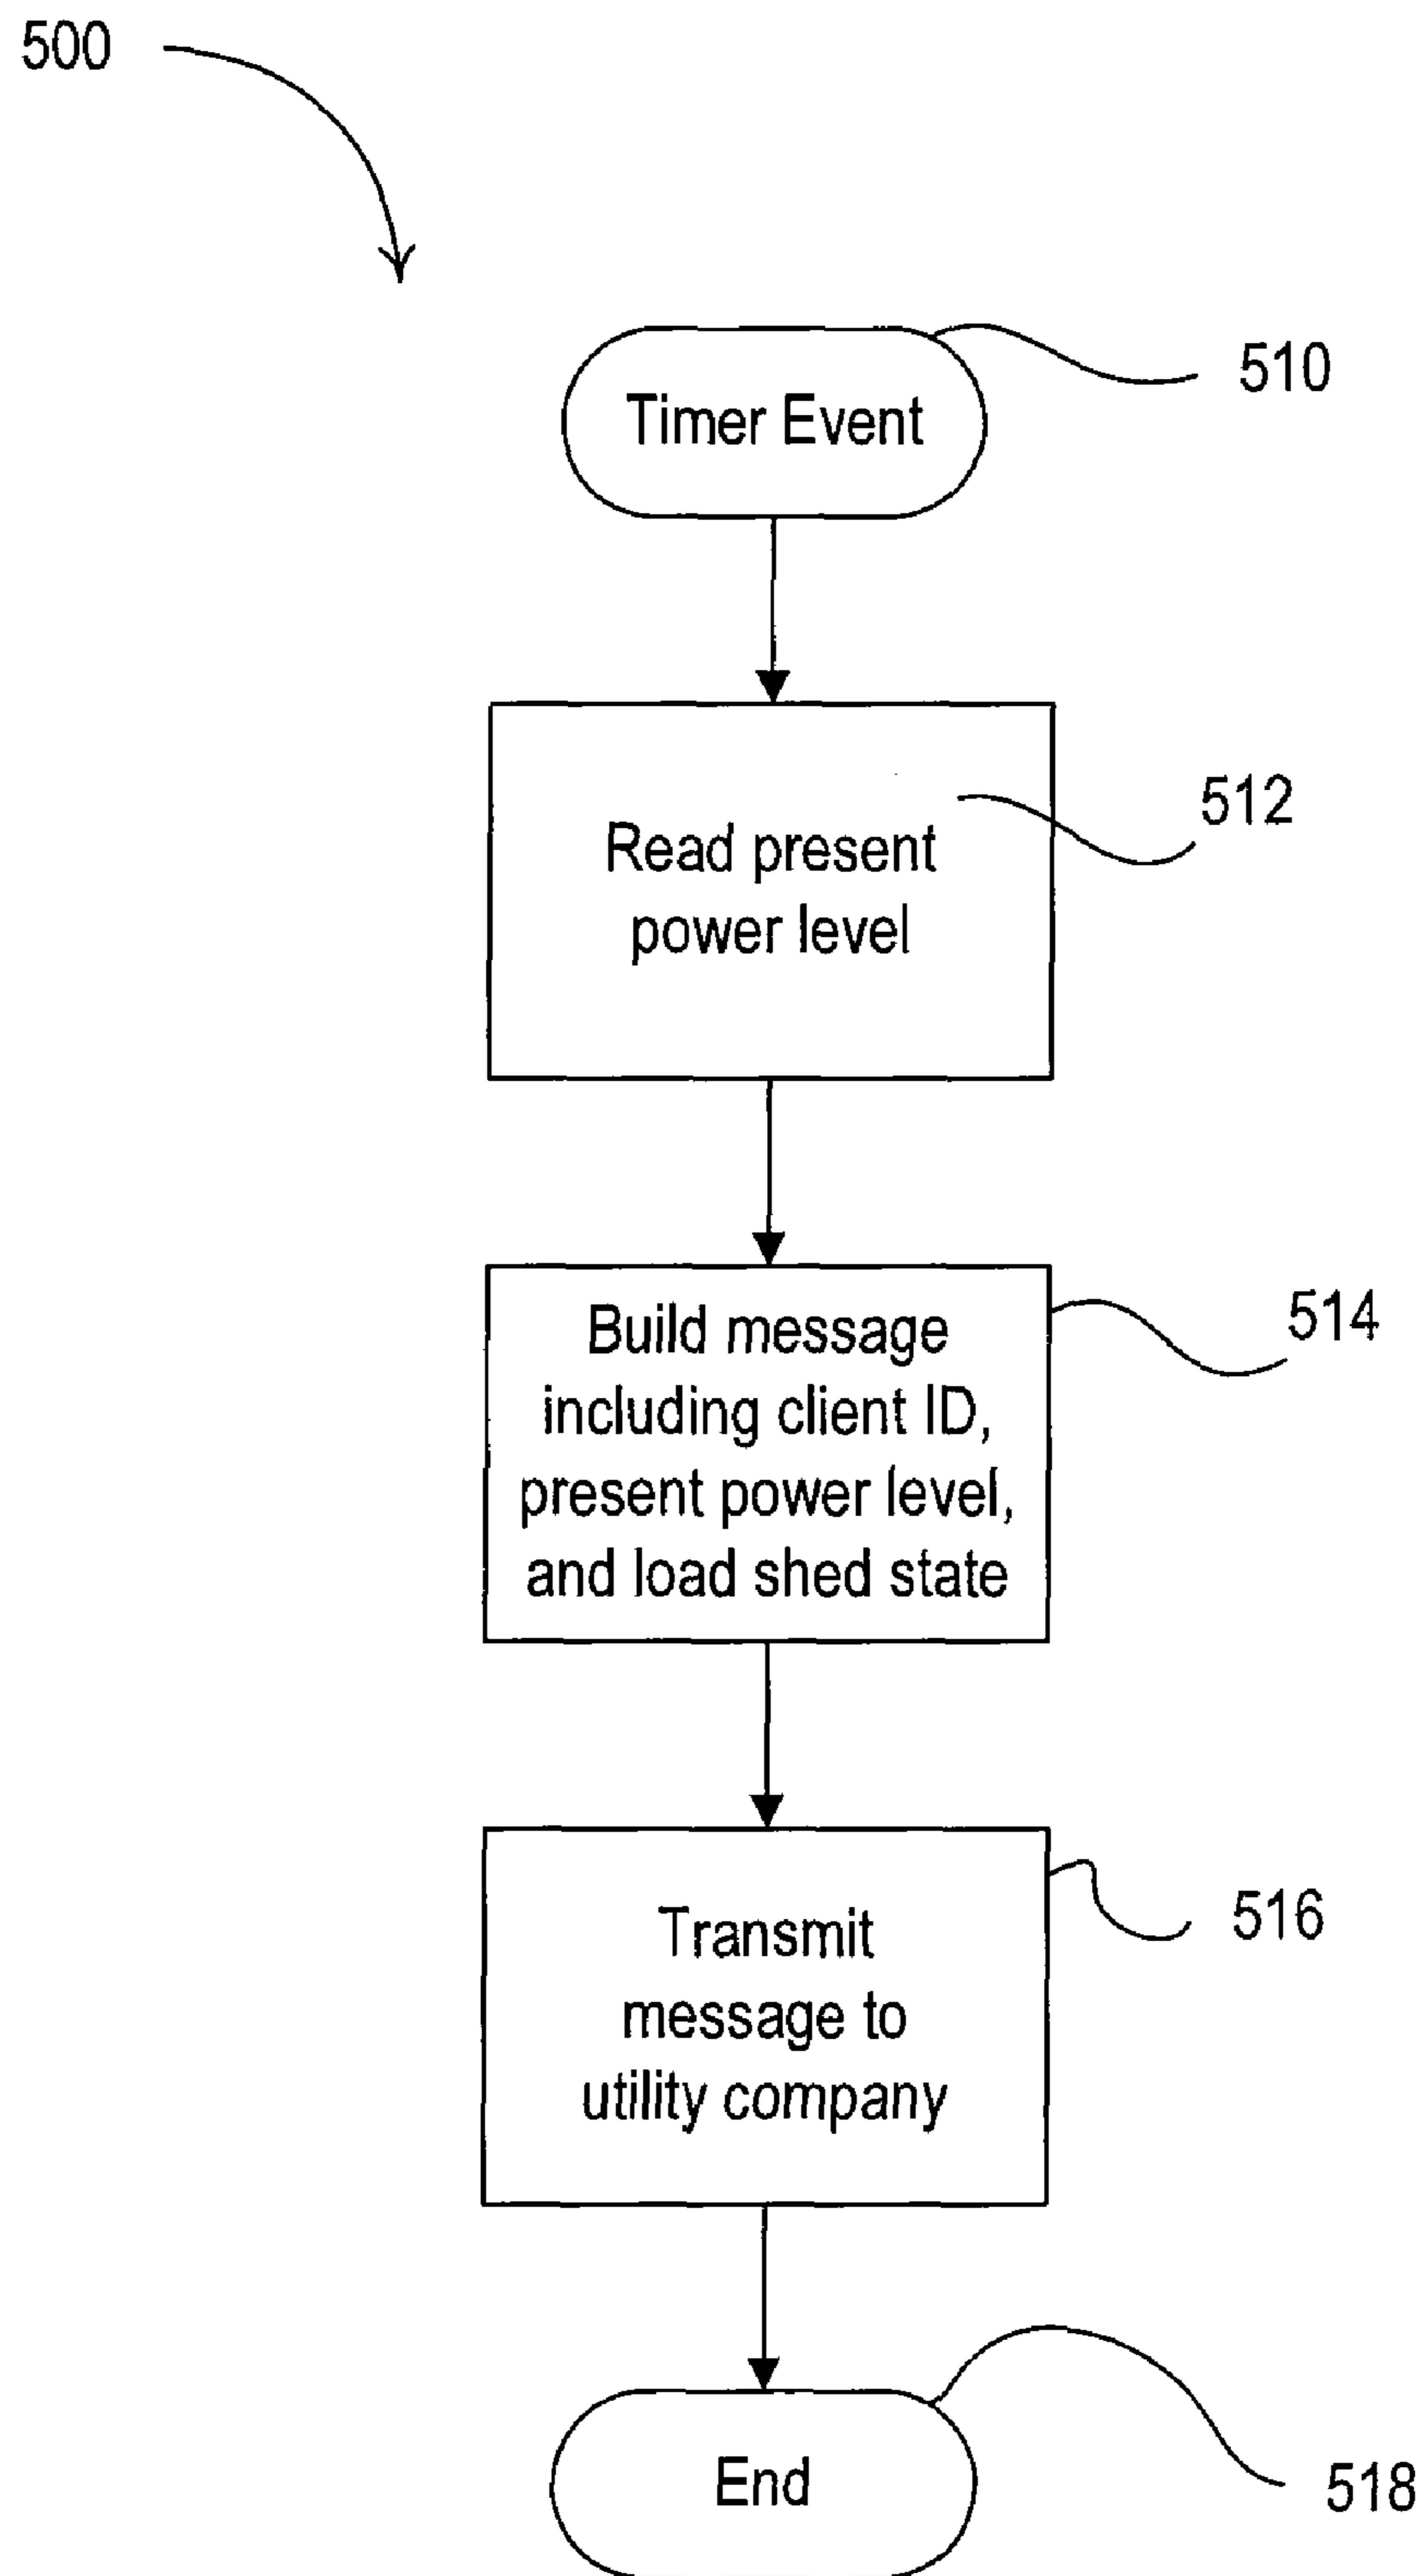 500
Timer Event
510
Read present
power level
512
Build message
including client ID,
present power level,
and load shed state
514
Transmit
message to
utility company
516
End
518